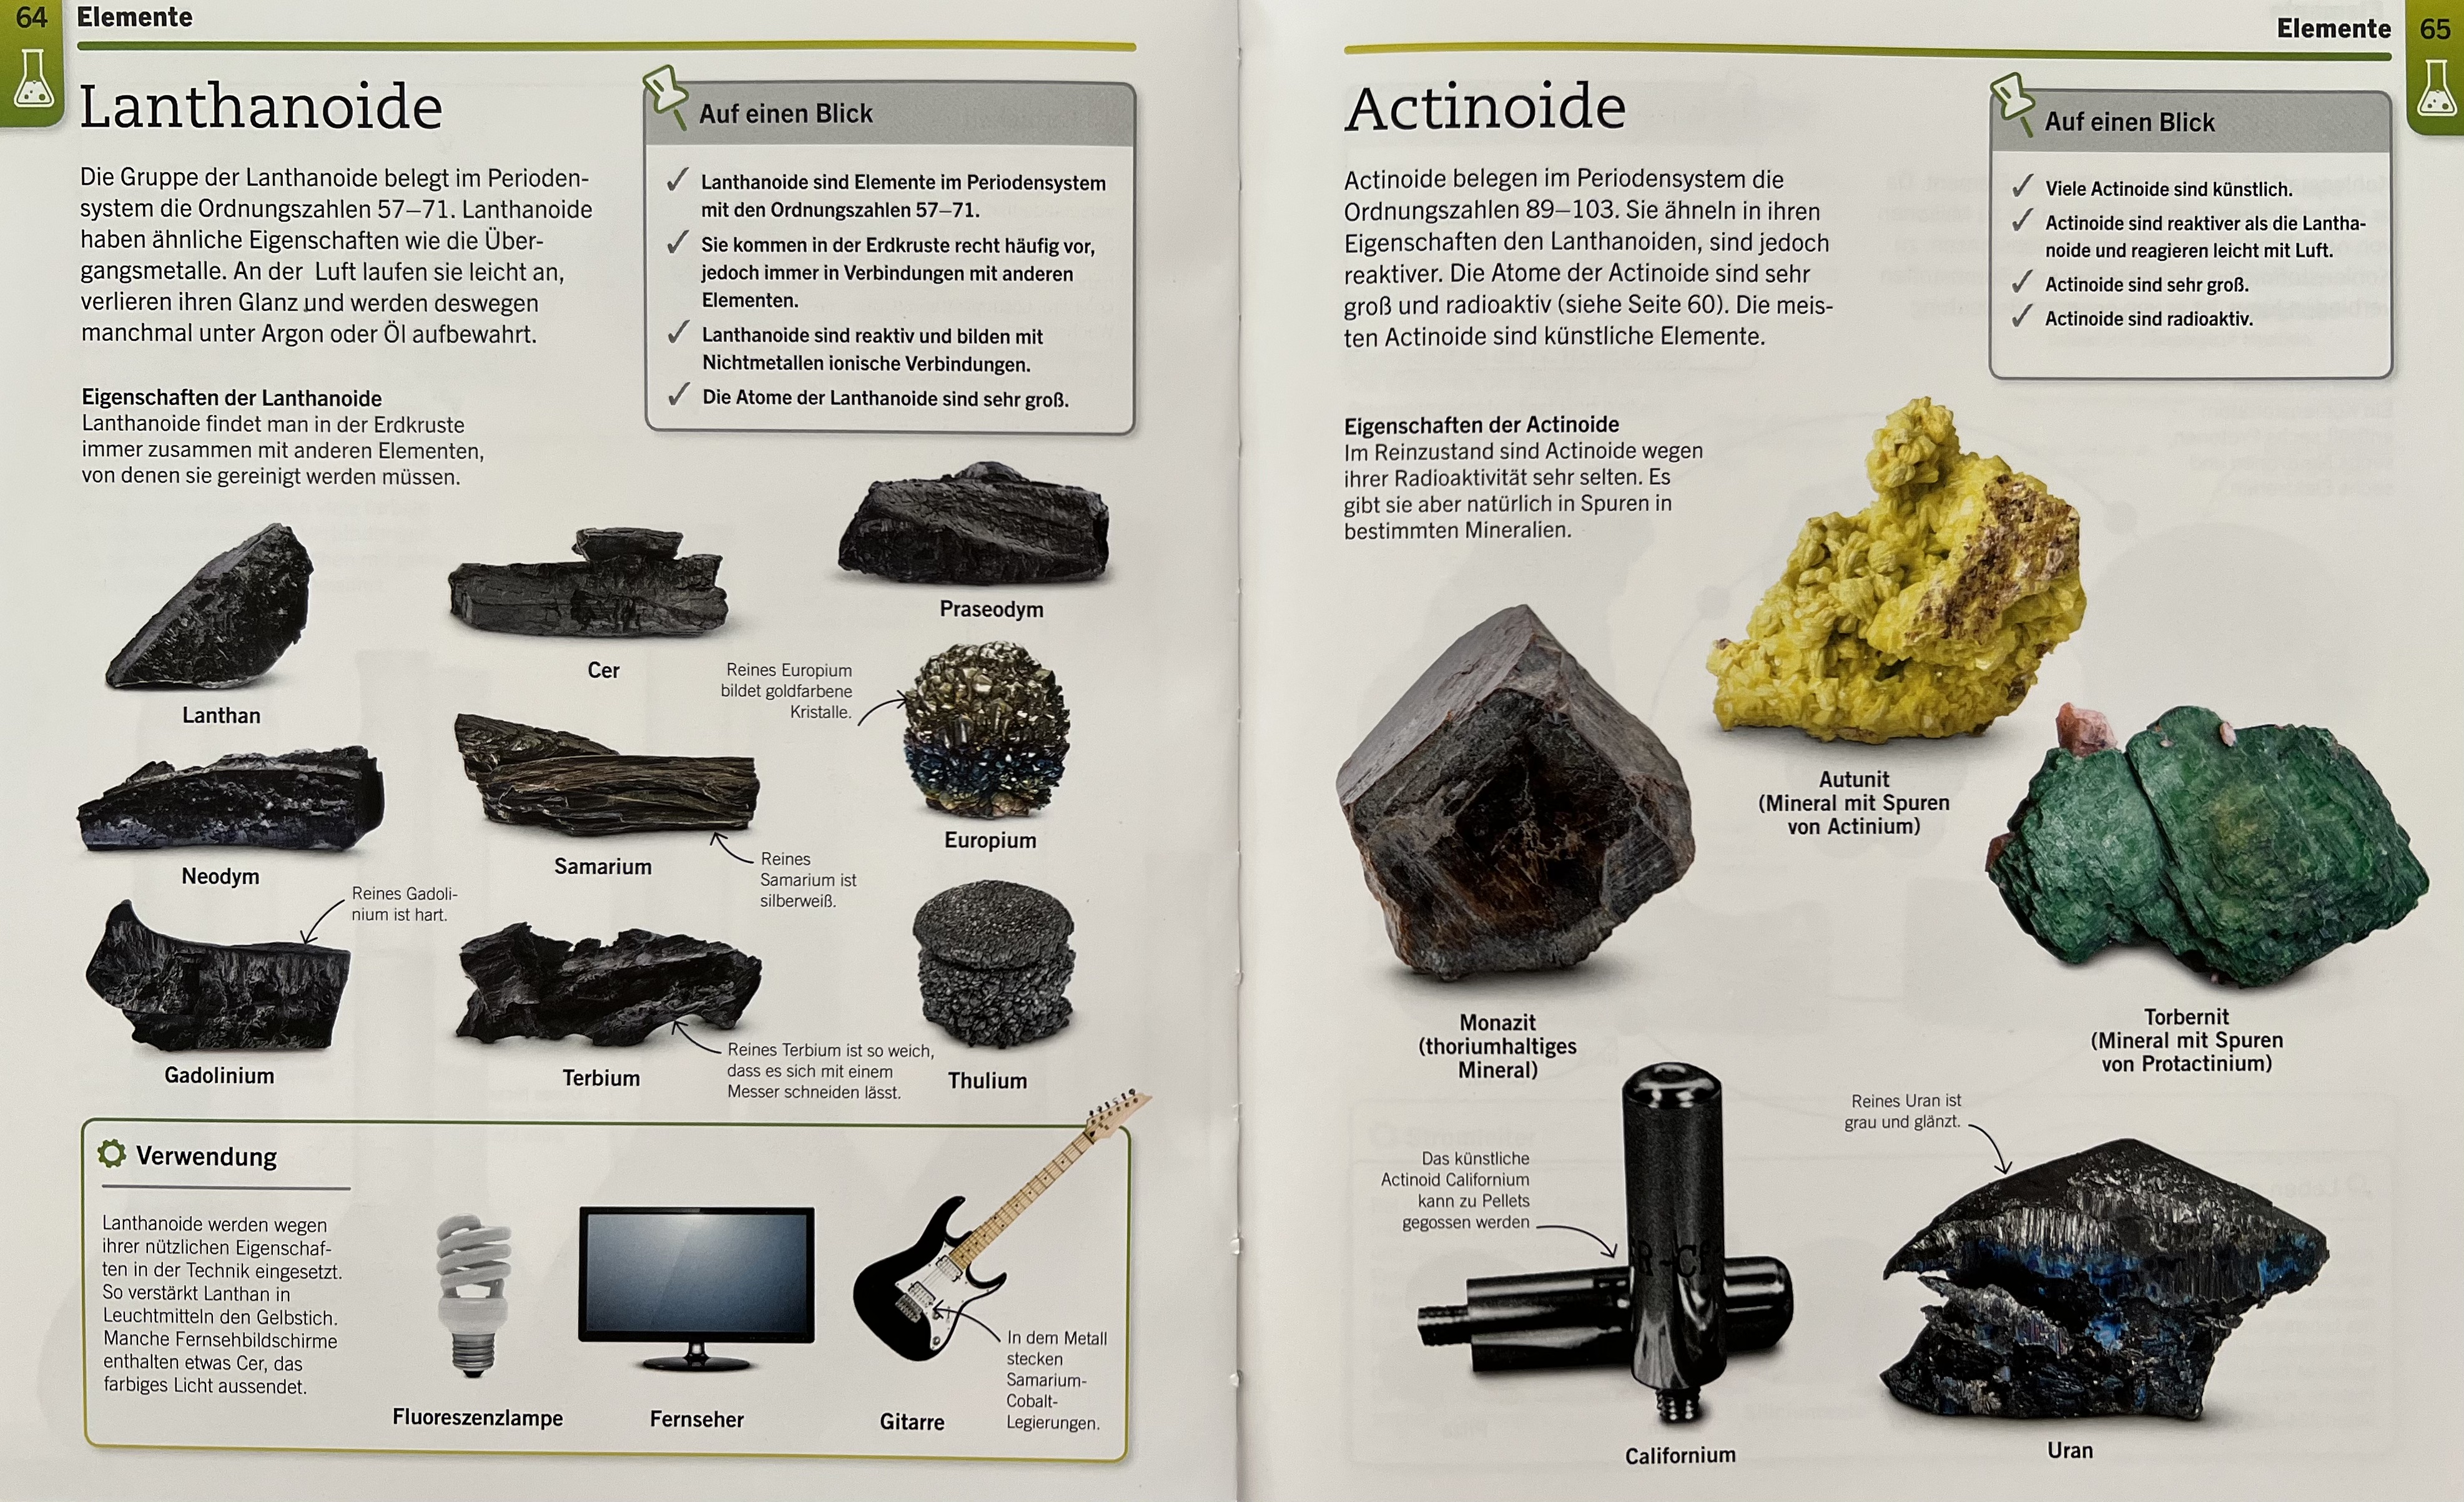 64
Elemente
Lanthanoide
Die Gruppe der Lanthanoide belegt im Perioden-
system die Ordnungszahlen 57–71. Lanthanoide
haben ähnliche Eigenschaften wie die Über-
gangsmetalle. An der Luft laufen sie leicht an,
verlieren ihren Glanz und werden deswegen
manchmal unter Argon oder Öl aufbewahrt.
Auf einen Blick
✓ Lanthanoide sind Elemente im Periodensystem
mit den Ordnungszahlen 57–71.
✓ Sie kommen in der Erdkruste recht häufig vor,
jedoch immer in Verbindungen mit anderen
Elementen.
✓ Lanthanoide sind reaktiv und bilden mit
Nichtmetallen ionische Verbindungen.
✓ Die Atome der Lanthanoide sind sehr groß.
Eigenschaften der Lanthanoide
Lanthanoide findet man in der Erdkruste
immer zusammen mit anderen Elementen,
von denen sie gereinigt werden müssen.
Lanthan
Cer
Praseodym
Reines Europium
bildet goldfarbene
Kristalle.
Neodym
Samarium
Reines
Samarium ist
silberweiß.
Europium
Reines Gadoli-
nium ist hart.
Gadolinium
Terbium
Reines Terbium ist so weich,
dass es sich mit einem
Messer schneiden lässt.
Thulium
Verwendung
Lanthanoide werden wegen
ihrer nützlichen Eigenschaf-
ten in der Technik eingesetzt.
So verstärkt Lanthan in
Leuchtmitteln den Gelbstich.
Manche Fernsehbildschirme
enthalten etwas Cer, das
farbiges Licht aussendet.
Fluoreszenzlampe
Fernseher
Gitarre
In dem Metall
stecken
Samarium-
Cobalt-
Legierungen.
Elemente
65
Actinoide
Actinoide belegen im Periodensystem die
Ordnungszahlen 89–103. Sie ähneln in ihren
Eigenschaften den Lanthanoiden, sind jedoch
reaktiver. Die Atome der Actinoide sind sehr
groß und radioaktiv (siehe Seite 60). Die meis-
ten Actinoide sind künstliche Elemente.
Auf einen Blick
✓ Viele Actinoide sind künstlich.
✓ Actinoide sind reaktiver als die Lantha-
noide und reagieren leicht mit Luft.
✓ Actinoide sind sehr groß.
✓ Actinoide sind radioaktiv.
Eigenschaften der Actinoide
Im Reinzustand sind Actinoide wegen
ihrer Radioaktivität sehr selten. Es
gibt sie aber natürlich in Spuren in
bestimmten Mineralien.
Autunit
(Mineral mit Spuren
von Actinium)
Monazit
(thoriumhaltiges
Mineral)
Torbernit
(Mineral mit Spuren
von Protactinium)
Das künstliche
Actinoid Californium
kann zu Pellets
gegossen werden
Californium
Reines Uran ist
grau und glänzt.
Uran